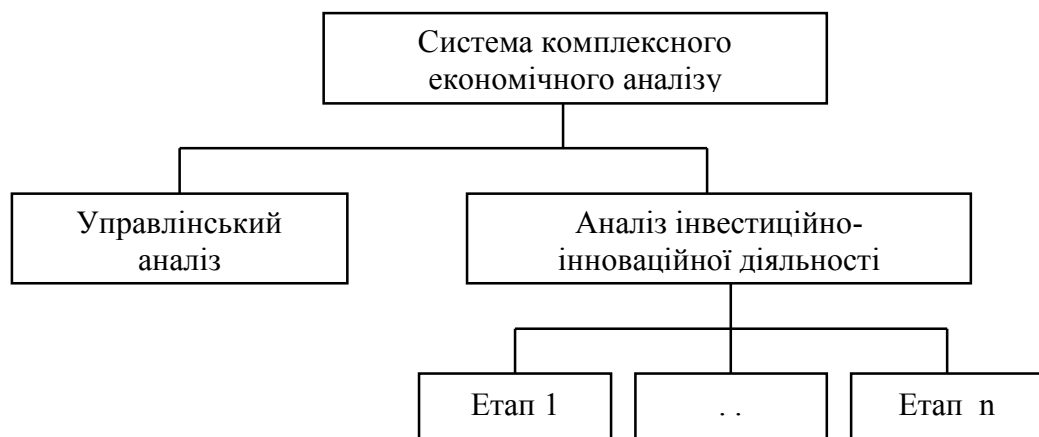 Система комплексного
економічного аналізу
Управлінський
аналіз
Аналіз інвестиційно-
інноваційної діяльності
Етап 1
. .
Етап n